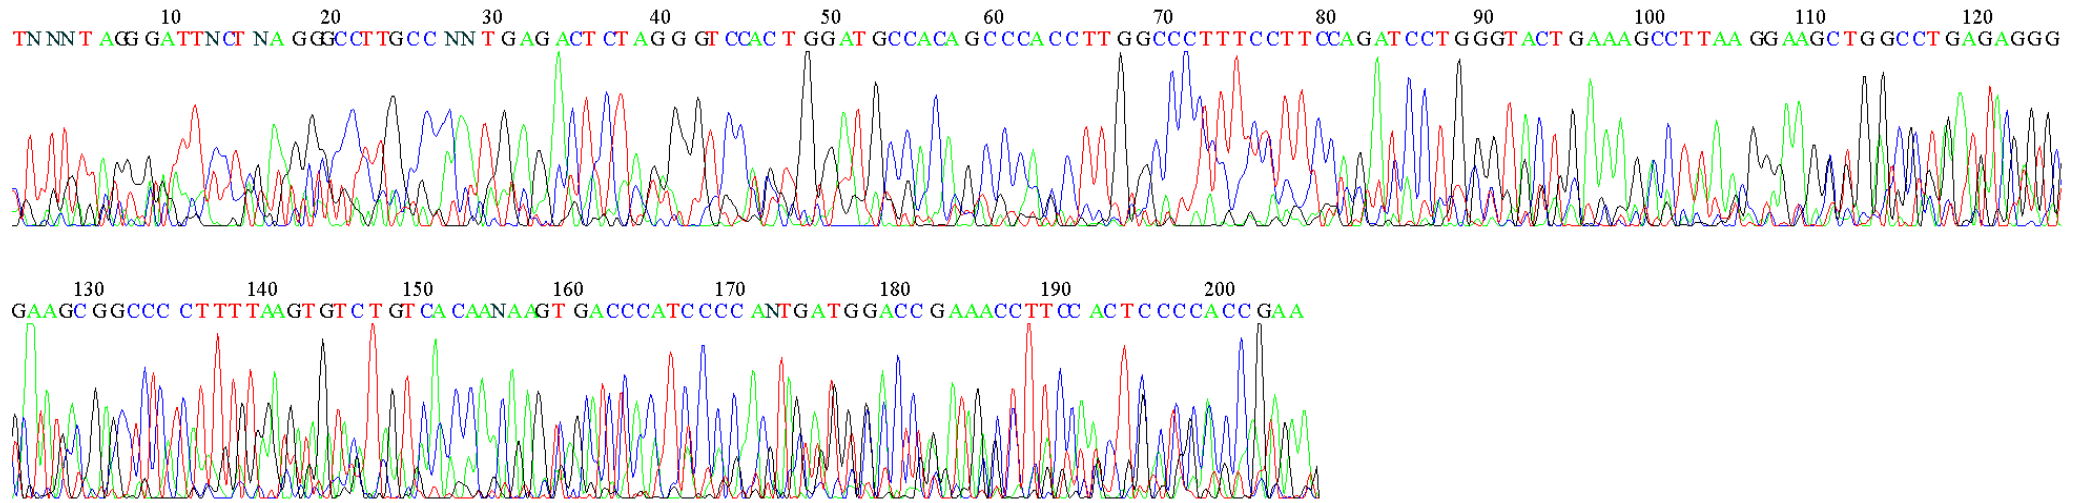 10 20 30 40 50 60 70 80 90 100 110 120
TNNNTAGGGATTNCTNAGGGCCTTGCCNNTGAGACTCTAGGGTCCACTGGATGCCACAGCCCACCTTGGCCCTTTCCTTCCAGATCCTGGGTACTGAAAGCCTTAAGGAAGCTGGCCTGAGAGGG
130 140 150 160 170 180 190 200
GAAGCGGCCCCTTTTAAGTGTCTGTCACAANAAGTGACCCATCCCCANTGATGGACCGAAACCTTCCACTCCCCACCGAA